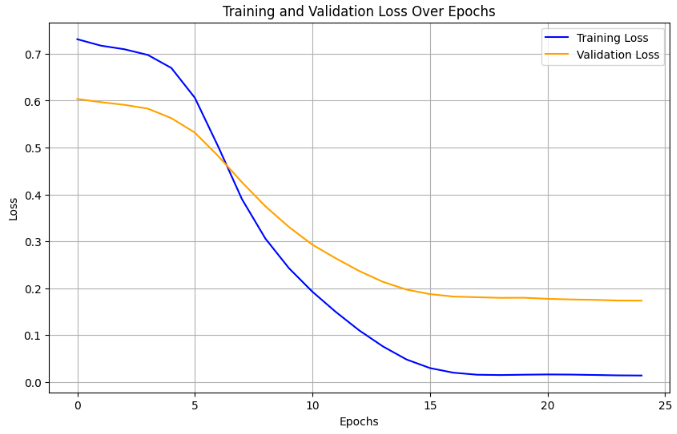 Training and Validation Loss Over Epochs
Training Loss
Validation Loss
Loss
0.7
0.6
0.5
0.4
0.3
0.2
0.1
0.0
0 5 10 15 20 25
Epochs